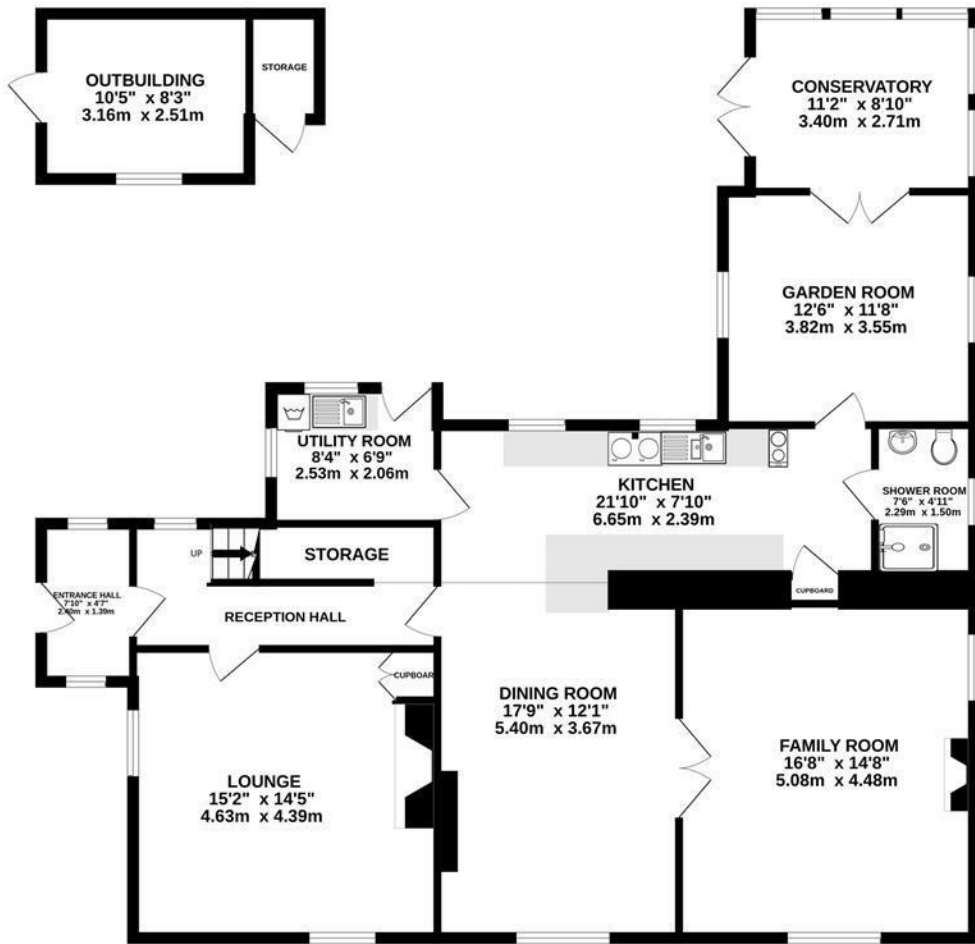 OUTBUILDING
10'5" x 8'3"
3.16m x 2.51m
STORAGE
CONSERVATORY
11'2" x 8'10"
3.40m x 2.71m
GARDEN ROOM
12'6" x 11'8"
3.82m x 3.55m
UTILITY ROOM
8'4" x 6'9"
2.53m x 2.06m
KITCHEN
21'10" x 7'10"
6.65m x 2.39m
SHOWER ROOM
7'6" x 4'11"
2.29m x 1.50m
UP
STORAGE
ENTRANCE HALL
7'10" x 4'7"
2.40m x 1.39m
RECEPTION HALL
CUPBOARD
CUPBOAR
DINING ROOM
17'9" x 12'1"
5.40m x 3.67m
FAMILY ROOM
16'8" x 14'8"
5.08m x 4.48m
LOUNGE
15'2" x 14'5"
4.63m x 4.39m